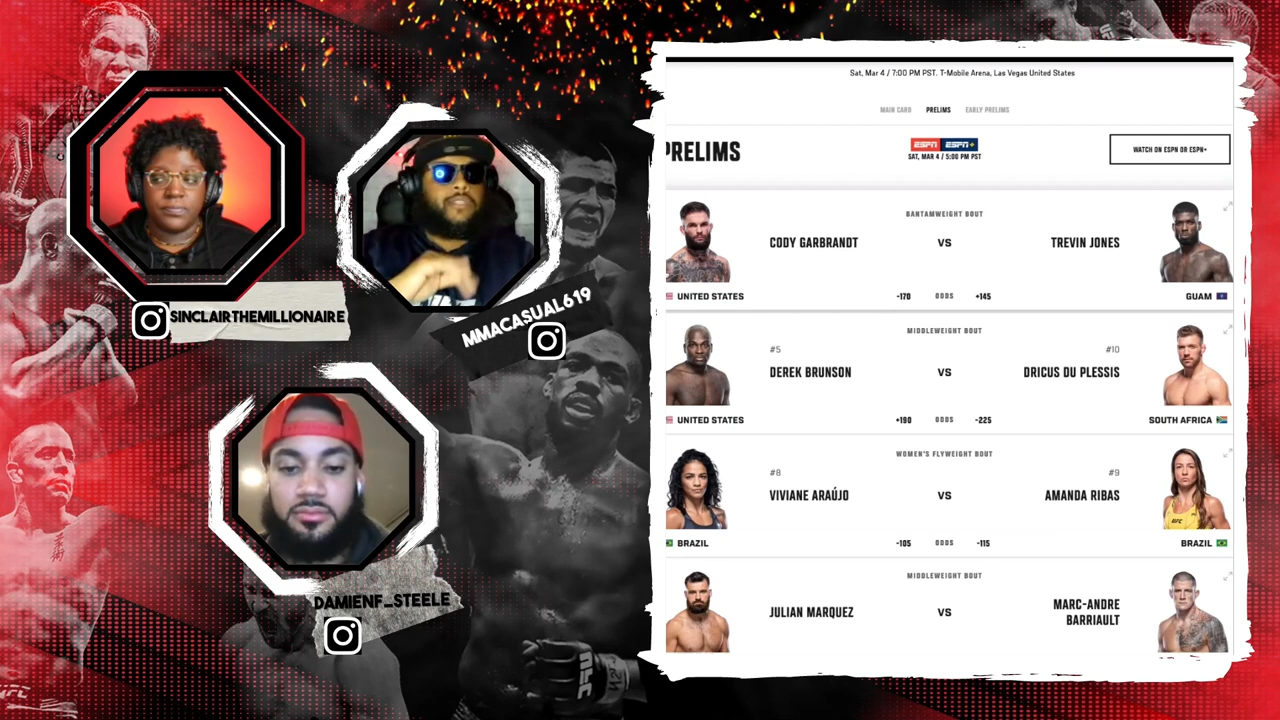 SINCLAIRTHEMILLIONAIRE
MMACASUAL619
DAMIENF_STEELE
Sat, Mar 4 / 7:00 PM PST. T-Mobile Arena, Las Vegas United States
MAIN CARD PRELIMS EARLY PRELIMS
PRELIMS
ESPN ESPN+
SAT, MAR 4 / 5:00 PM PST
WATCH ON ESPN OR ESPN+
BANTAMWEIGHT BOUT
CODY GARBRANDT VS TREVIN JONES
UNITED STATES -170 ODDS +145 GUAM
MIDDLEWEIGHT BOUT
#5 #10
DEREK BRUNSON VS DRICUS DU PLESSIS
UNITED STATES +190 ODDS -225 SOUTH AFRICA
WOMEN'S FLYWEIGHT BOUT
#8 #9
VIVIANE ARAÚJO VS AMANDA RIBAS
BRAZIL -105 ODDS -115 BRAZIL
MIDDLEWEIGHT BOUT
JULIAN MARQUEZ VS MARC-ANDRE
BARRIAULT
UFC
UFC